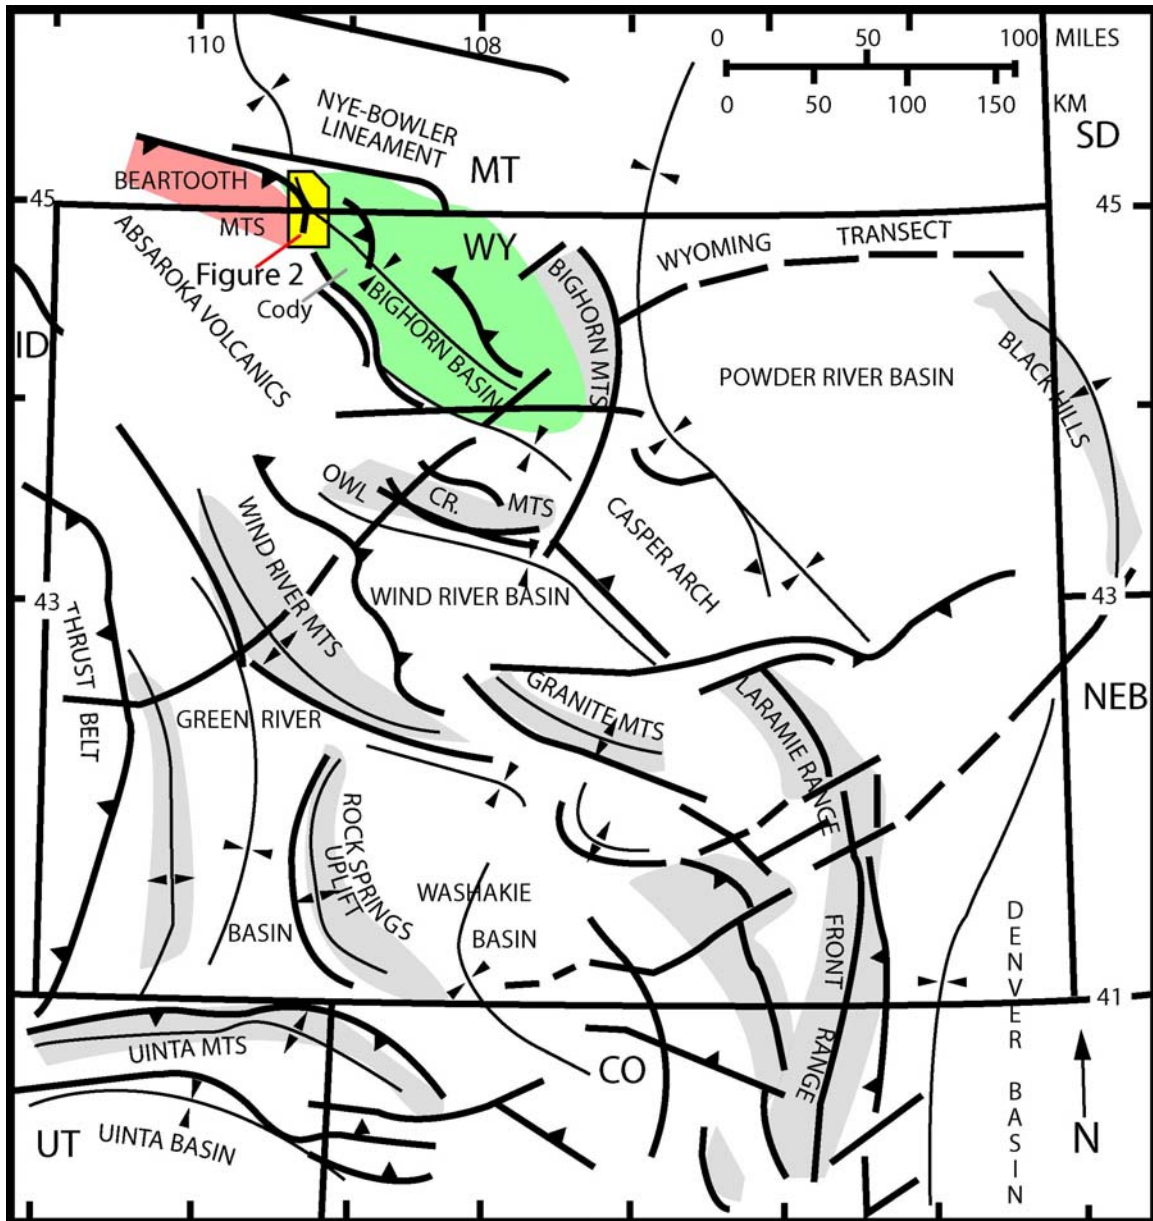 110
108
0 50 100 MILES
0 50 100 150 KM
NYE-BOWLER
LINEAMENT
MT
SD
45
BEARTOOTH
MTS
45
ABSAROKA VOLCANICS
WY
WYOMING TRANSECT
Figure 2
Cody
BIGHORN BASIN
BIGHORN MTS
ID
POWDER RIVER BASIN
BLACK HILLS
OWL CR. MTS
CASPER ARCH
WIND RIVER MTS
WIND RIVER BASIN
43
43
THRUST BELT
GREEN RIVER
BASIN
GRANITE MTS
LARAMIE RANGE
NEB
ROCK SPRINGS
UPLIFT
WASHAKIE
BASIN
FRONT RANGE
DENVER BASIN
41
UINTA MTS
CO
UT
UINTA BASIN
N